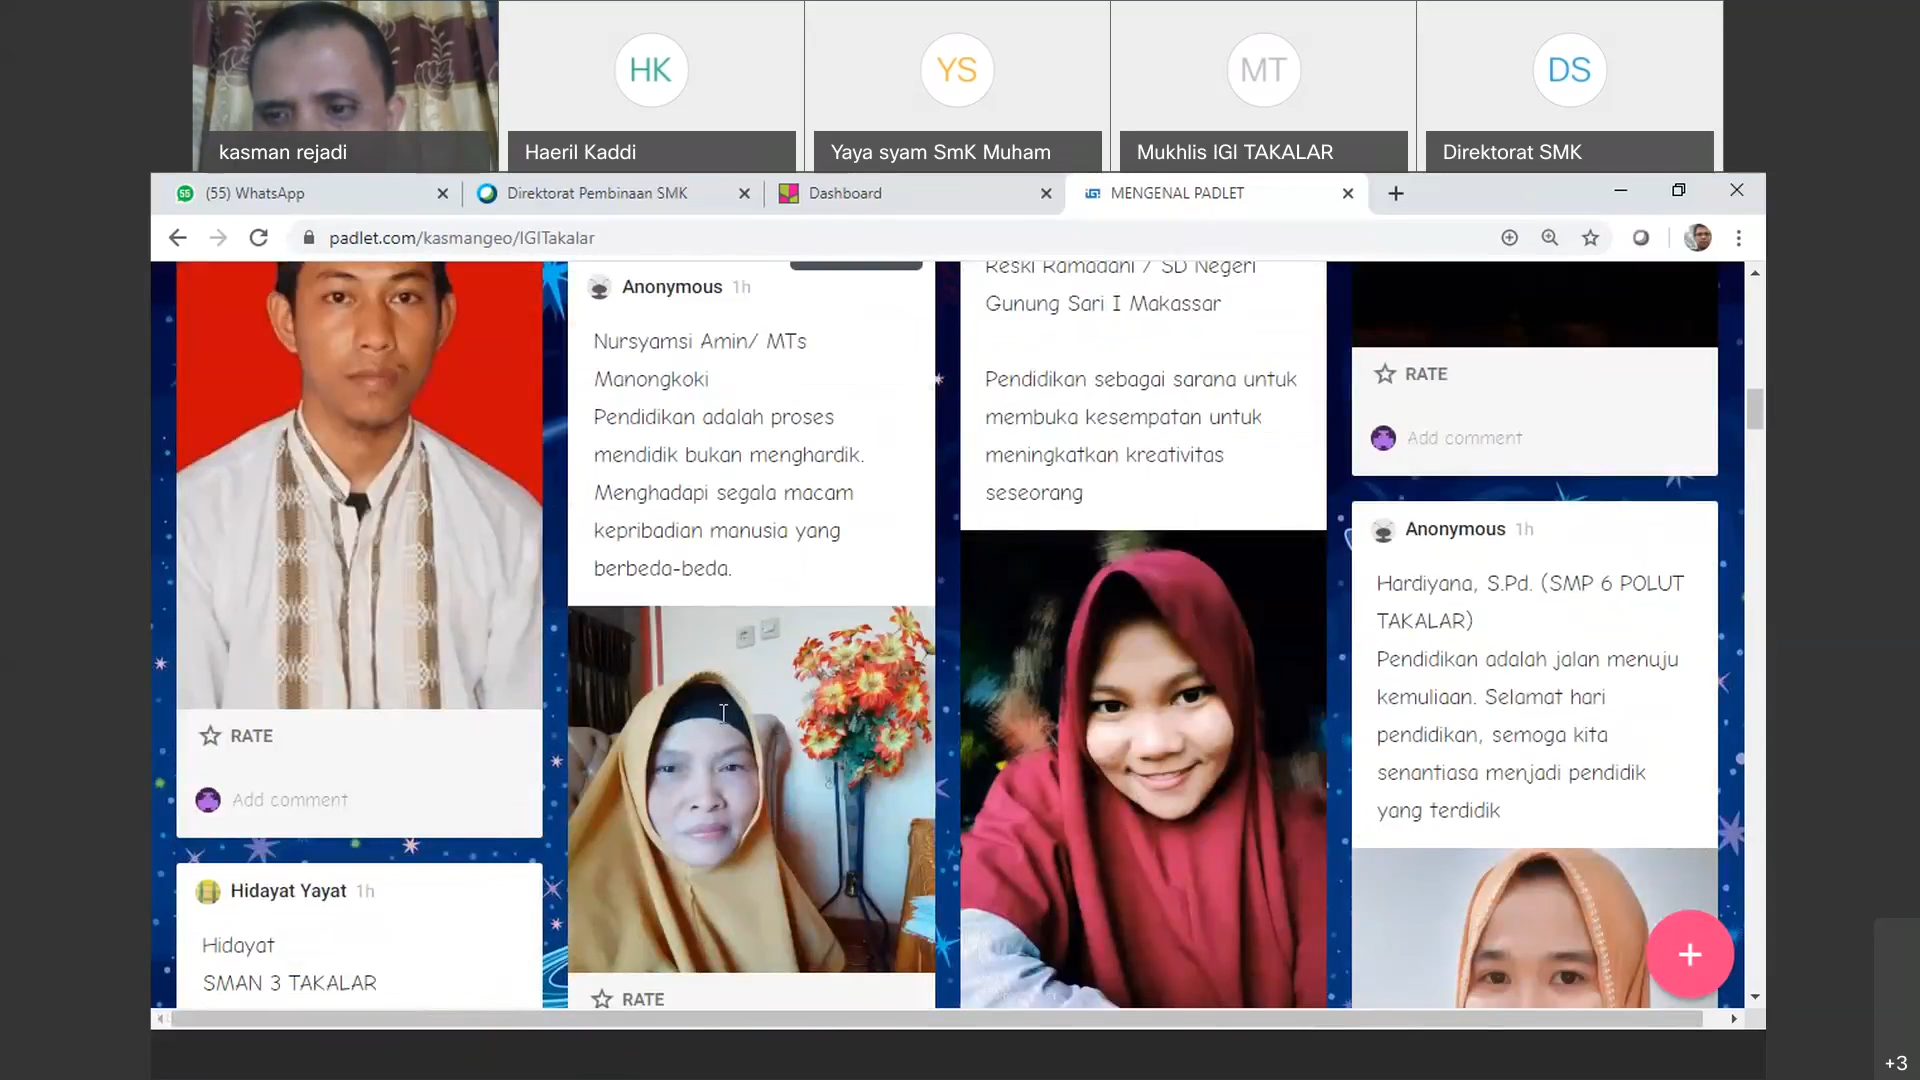 HK
YS
MT
DS
kasman rejadi
Haeril Kaddi
Yaya syam SmK Muham
Mukhlis IGI TAKALAR
Direktorat SMK
(55) WhatsApp
Direktorat Pembinaan SMK
Dashboard
MENGENAL PADLET
padlet.com/kasmangeo/IGITakalar
RATE
Add comment
Hidayat Yayat 1h
Hidayat
SMAN 3 TAKALAR
Anonymous 1h
Nursyamsi Amin/ MTs
Manongkoki
Pendidikan adalah proses
mendidik bukan menghardik.
Menghadapi segala macam
kepribadian manusia yang
berbeda-beda.
RATE
Reski Ramadani / SD Negeri
Gunung Sari I Makassar
Pendidikan sebagai sarana untuk
membuka kesempatan untuk
meningkatkan kreativitas
seseorang
RATE
Add comment
Anonymous 1h
Hardiyana, S.Pd. (SMP 6 POLUT
TAKALAR)
Pendidikan adalah jalan menuju
kemuliaan. Selamat hari
pendidikan, semoga kita
senantiasa menjadi pendidik
yang terdidik
+3